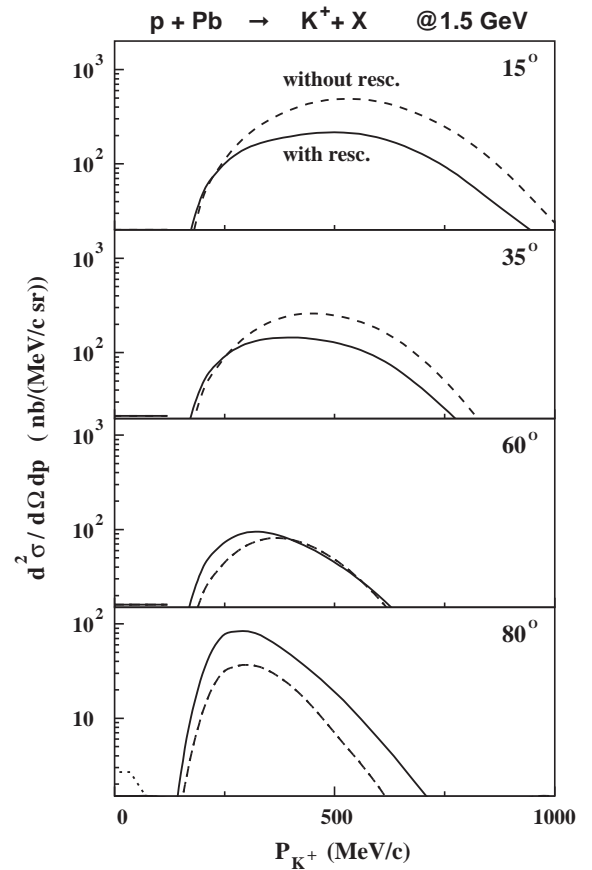 p + Pb → K⁺ + X @1.5 GeV
10³
15°
without resc.
10²
with resc.
10³
35°
10²
10³
60°
10²
10²
80°
10
0 500 1000
P_K⁺ (MeV/c)
d²σ / dΩ dp ( nb/(MeV/c sr))